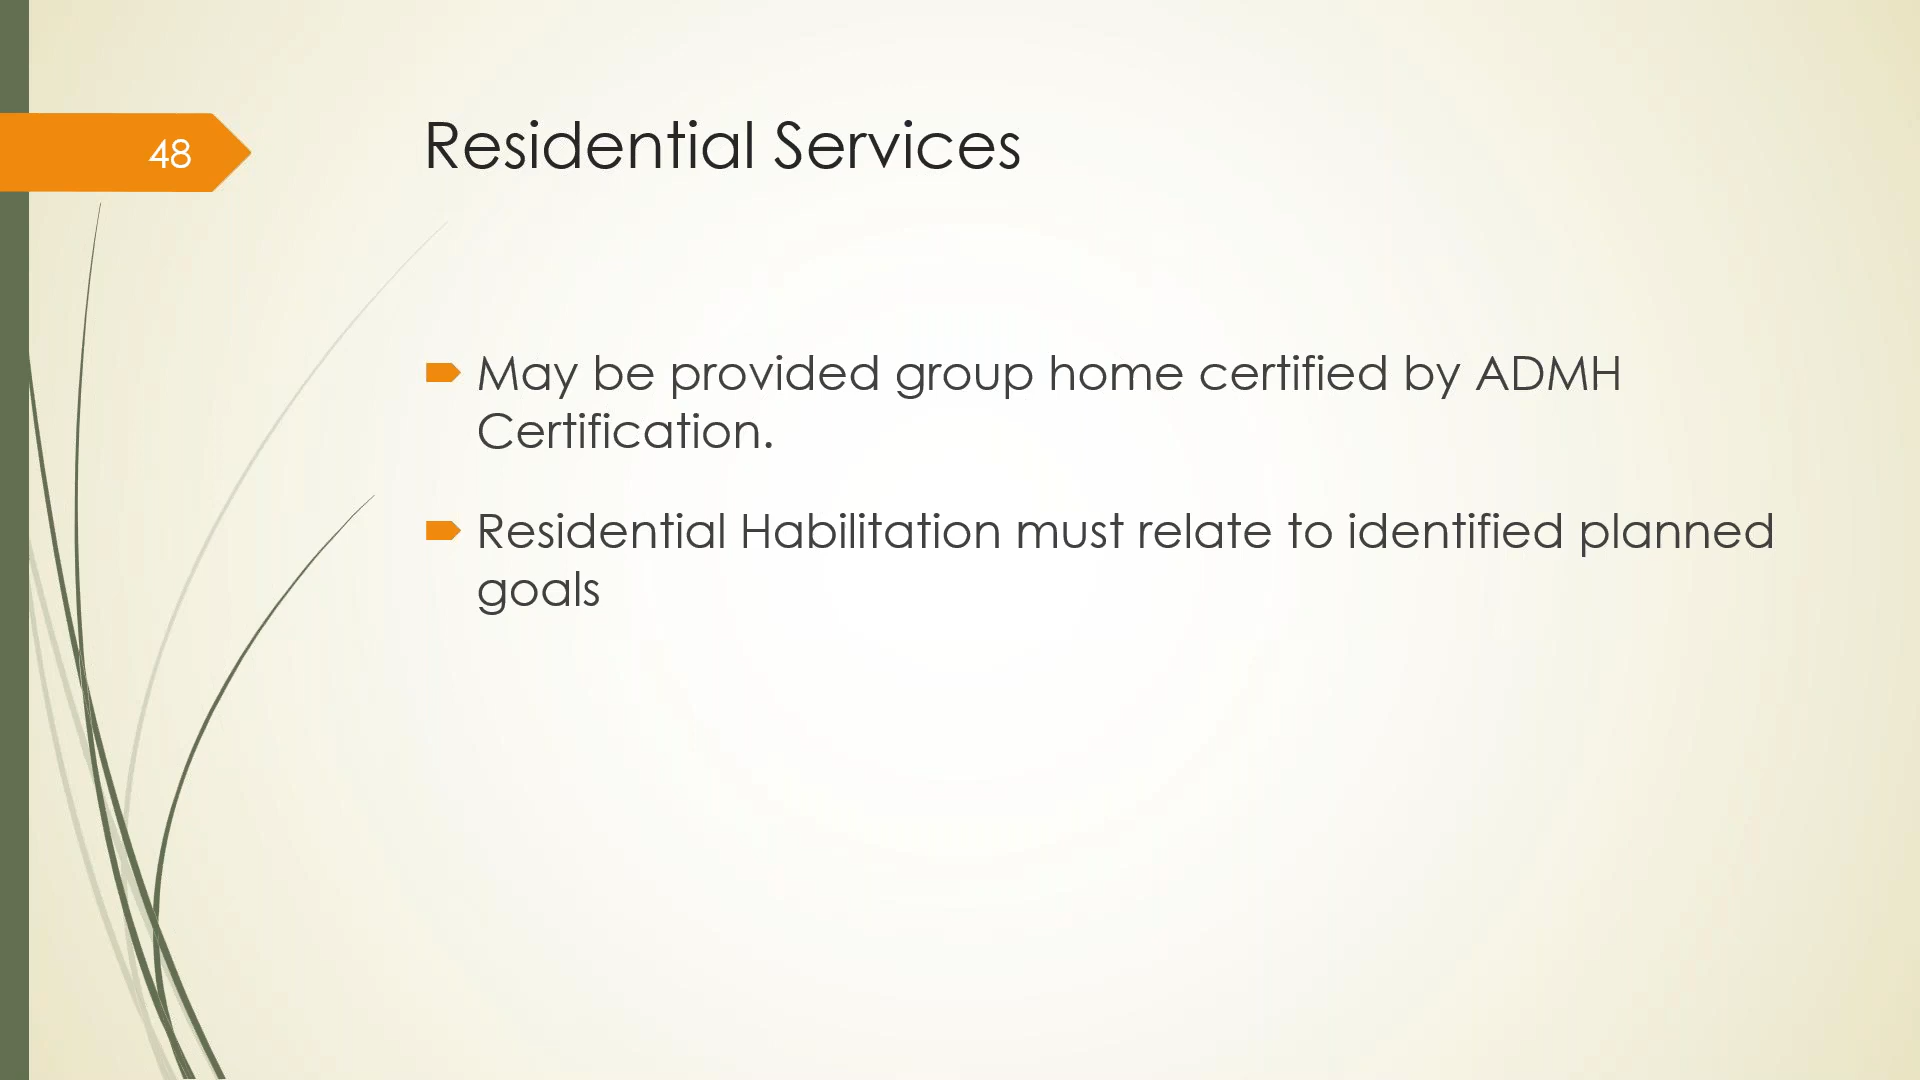 48
Residential Services
May be provided group home certified by ADMH
Certification.
Residential Habilitation must relate to identified planned
goals